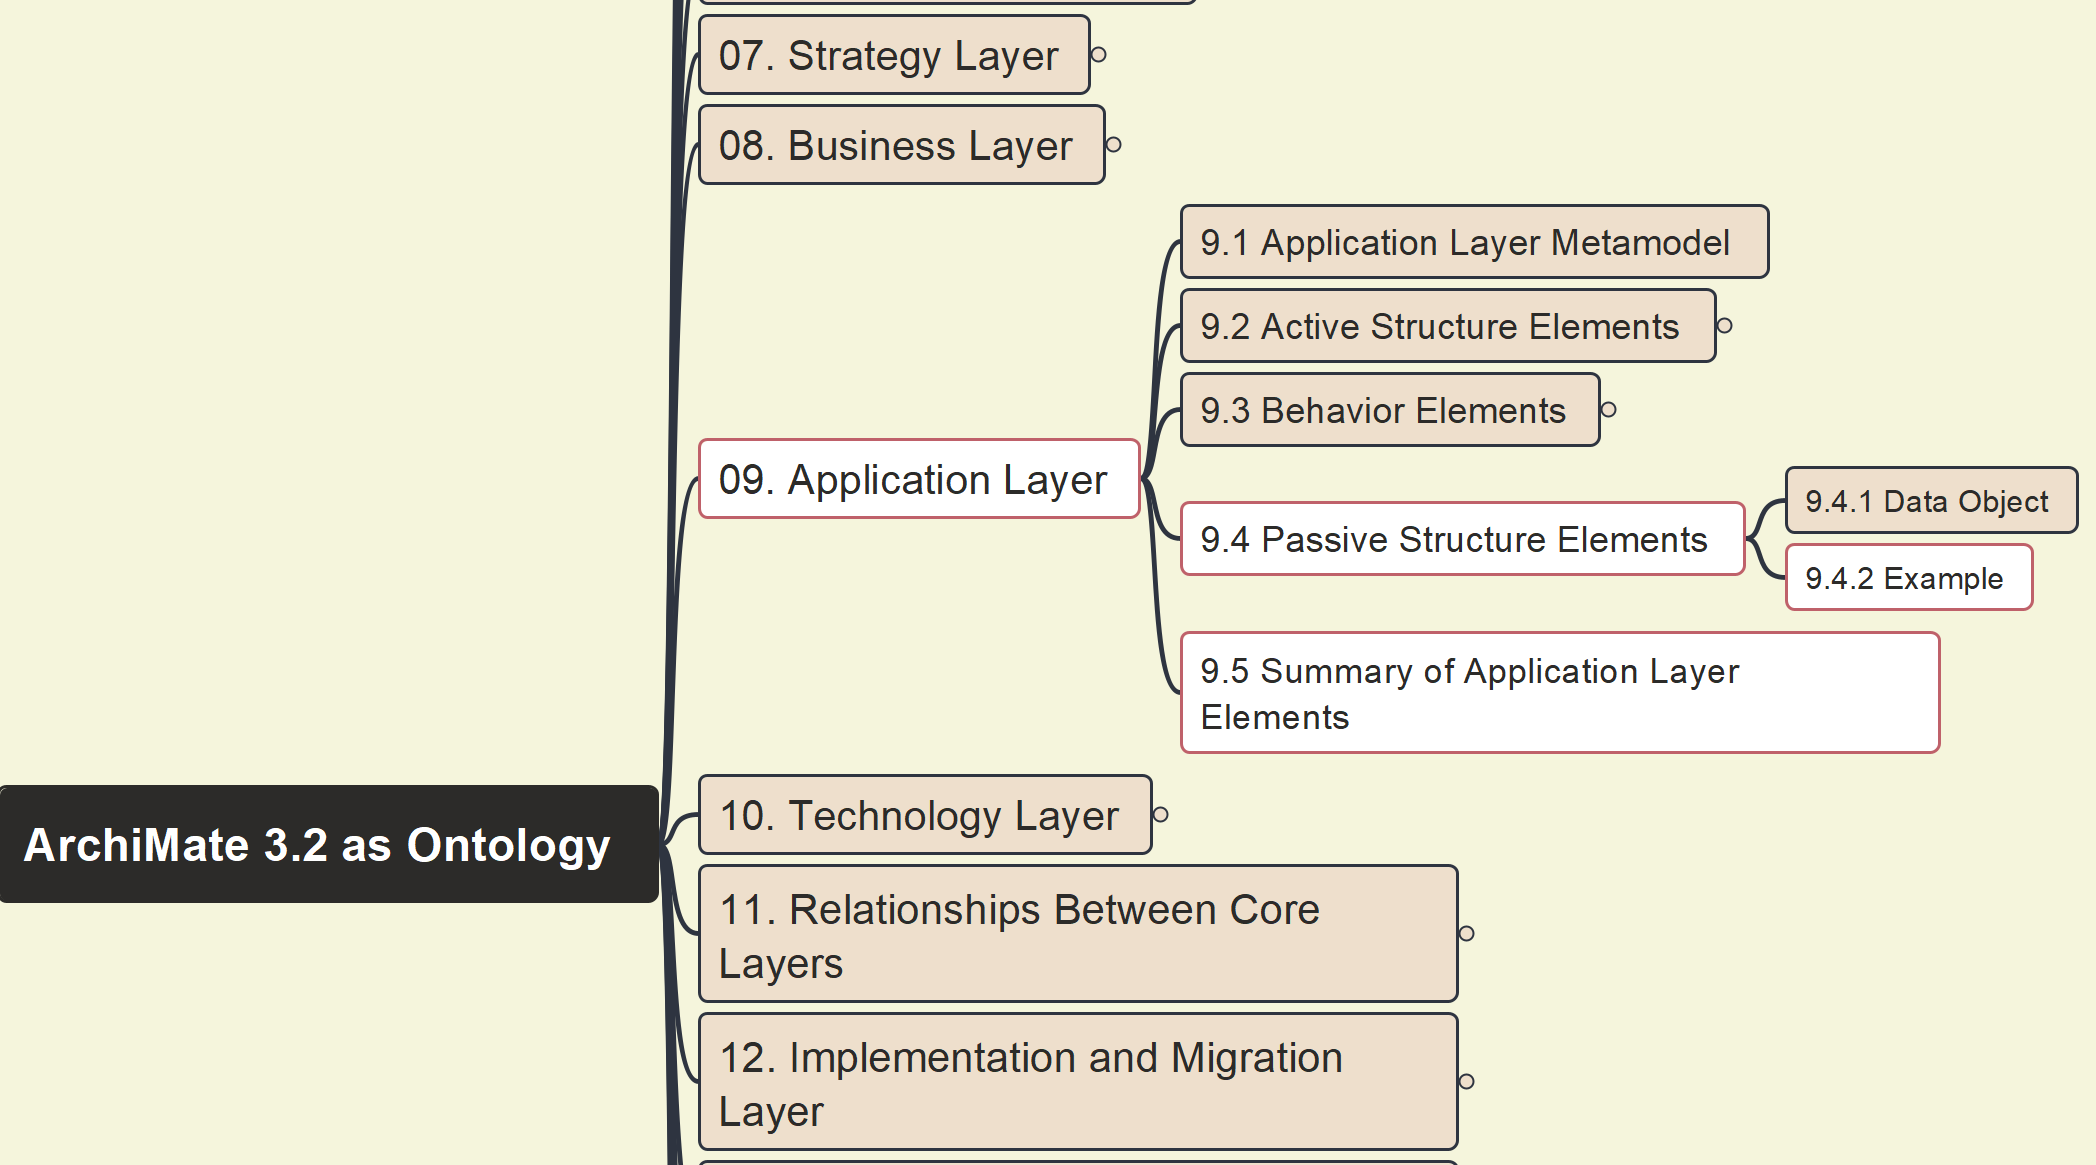 07. Strategy Layer
08. Business Layer
9.1 Application Layer Metamodel
9.2 Active Structure Elements
9.3 Behavior Elements
09. Application Layer
9.4 Passive Structure Elements
9.4.1 Data Object
9.4.2 Example
9.5 Summary of Application Layer
Elements
ArchiMate 3.2 as Ontology
10. Technology Layer
11. Relationships Between Core
Layers
12. Implementation and Migration
Layer